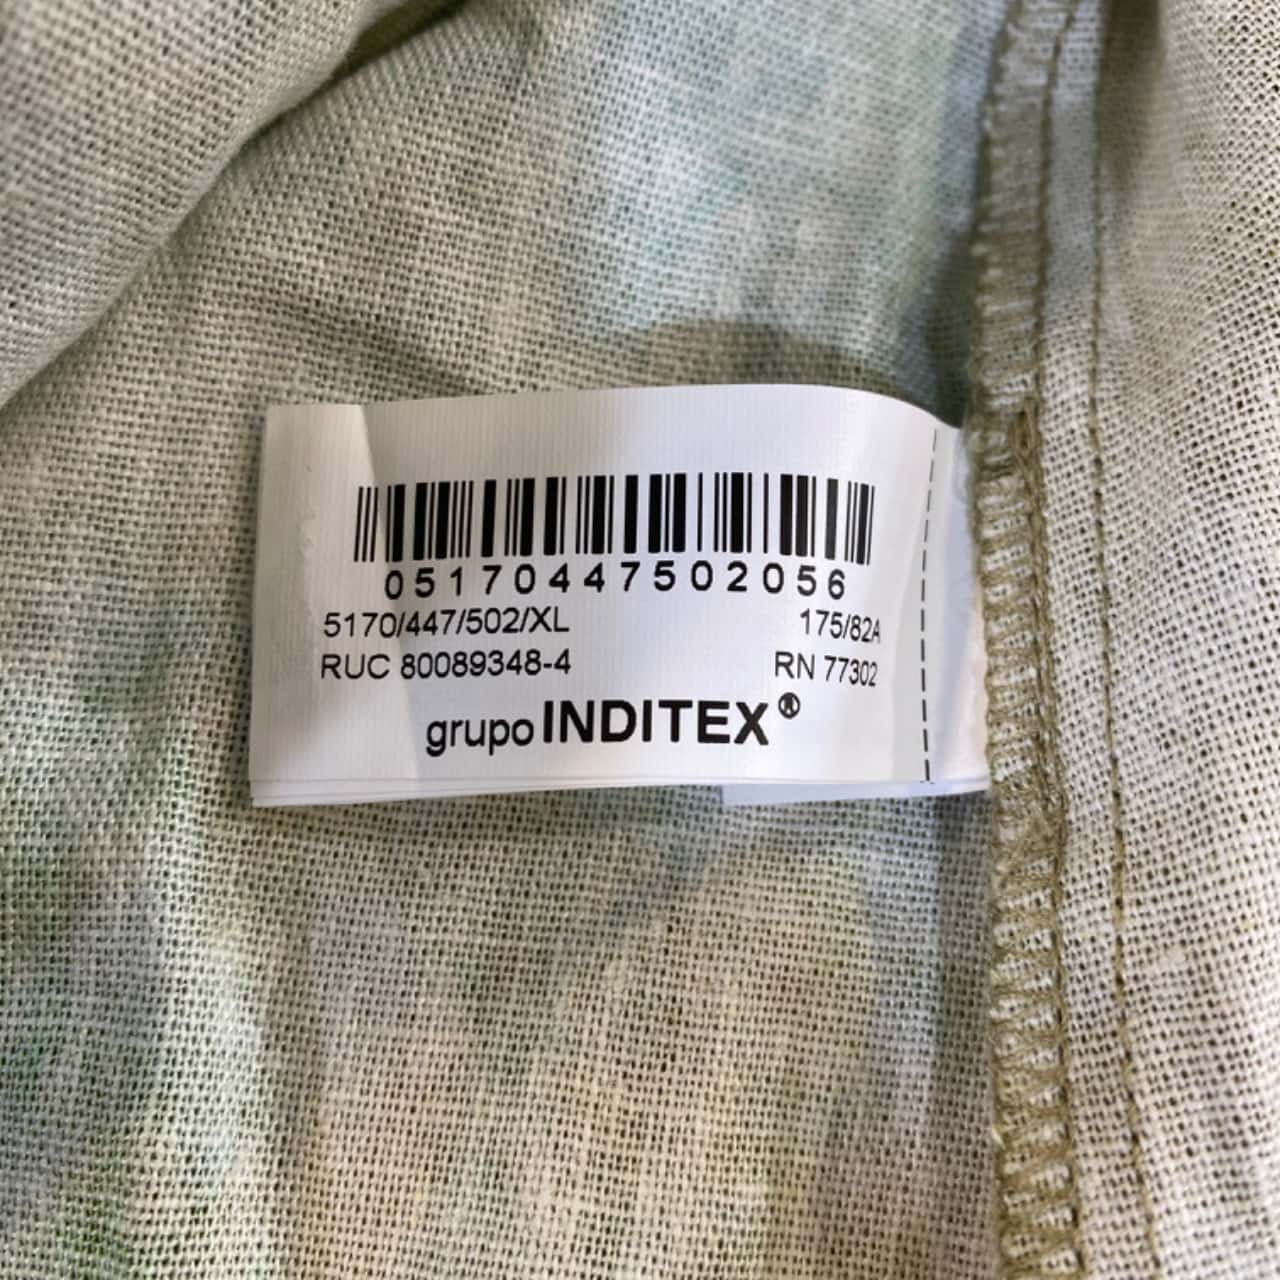 05170447502056
5170/447/502/XL 175/82A
RUC 80089348-4 RN 77302
grupo INDITEX®